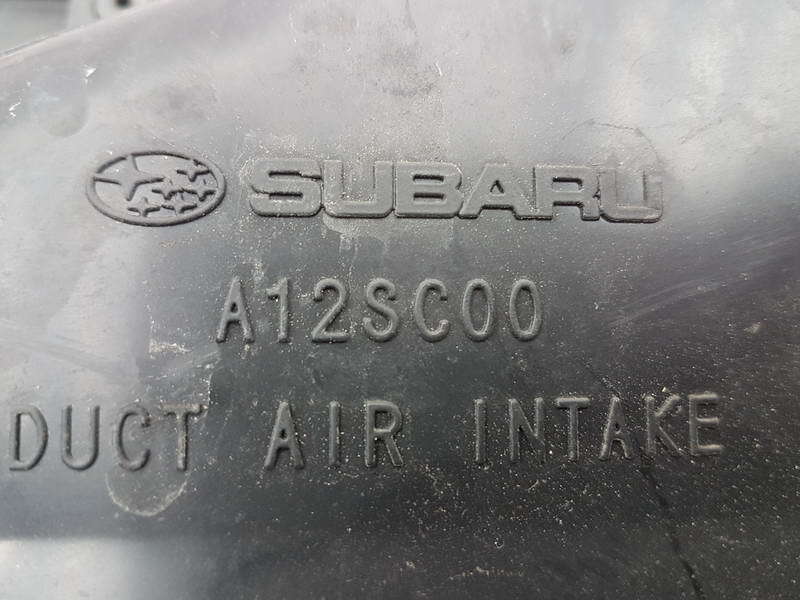 SUBARU
A12SC00
DUCT AIR INTAKE